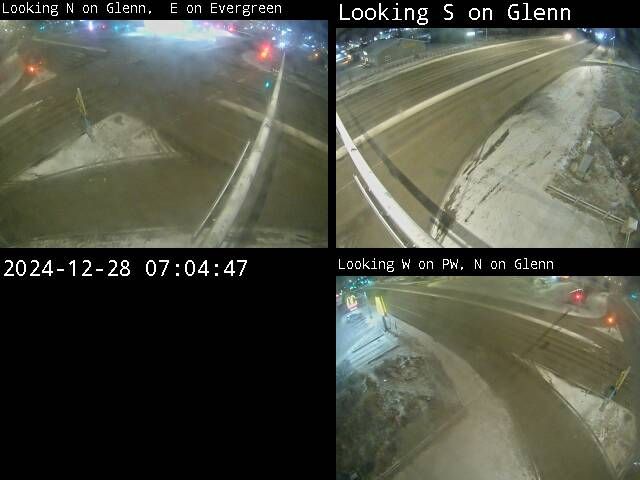 Looking N on Glenn,  E on Evergreen
Looking S on Glenn
2024-12-28 07:04:47
Looking W on PW, N on Glenn